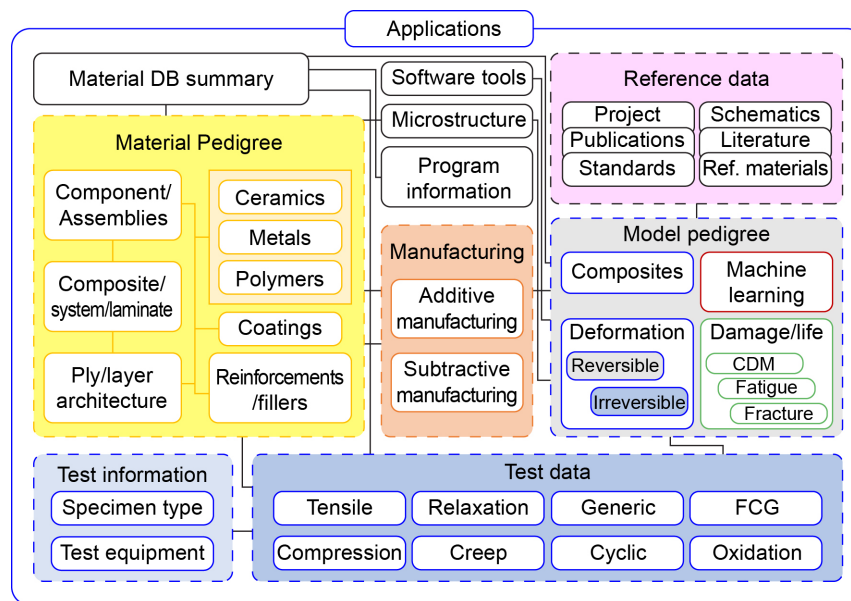 Applications
Material DB summary
Software tools
Microstructure
Program
information
Reference data
Project
Schematics
Publications
Literature
Standards
Ref. materials
Material Pedigree
Component/
Assemblies
Composite/
system/laminate
Ply/layer
architecture
Ceramics
Metals
Polymers
Coatings
Reinforcements
/fillers
Manufacturing
Additive
manufacturing
Subtractive
manufacturing
Model pedigree
Composites
Machine
learning
Deformation
Reversible
Irreversible
Damage/life
CDM
Fatigue
Fracture
Test information
Specimen type
Test equipment
Test data
Tensile
Relaxation
Generic
FCG
Compression
Creep
Cyclic
Oxidation